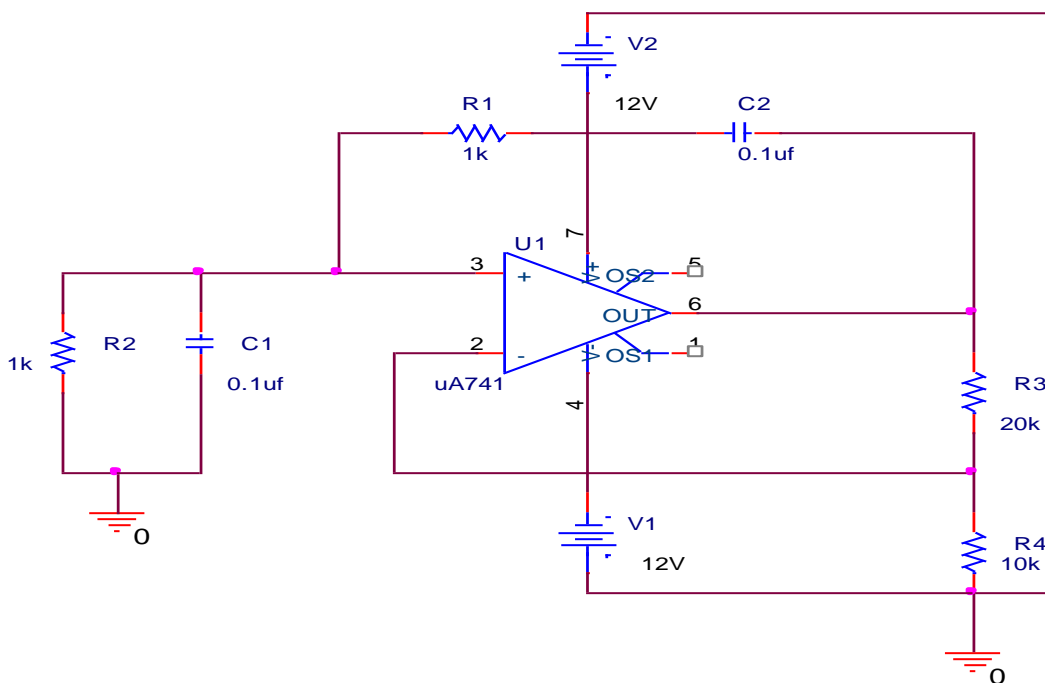 V2
12V
R1
1k
C2
0.1uf
7
U1
3
+
V+
OS2
5
OUT
6
2
-
V-
OS1
1
uA741
4
R2
1k
C1
0.1uf
R3
20k
V1
12V
R4
10k
0
0